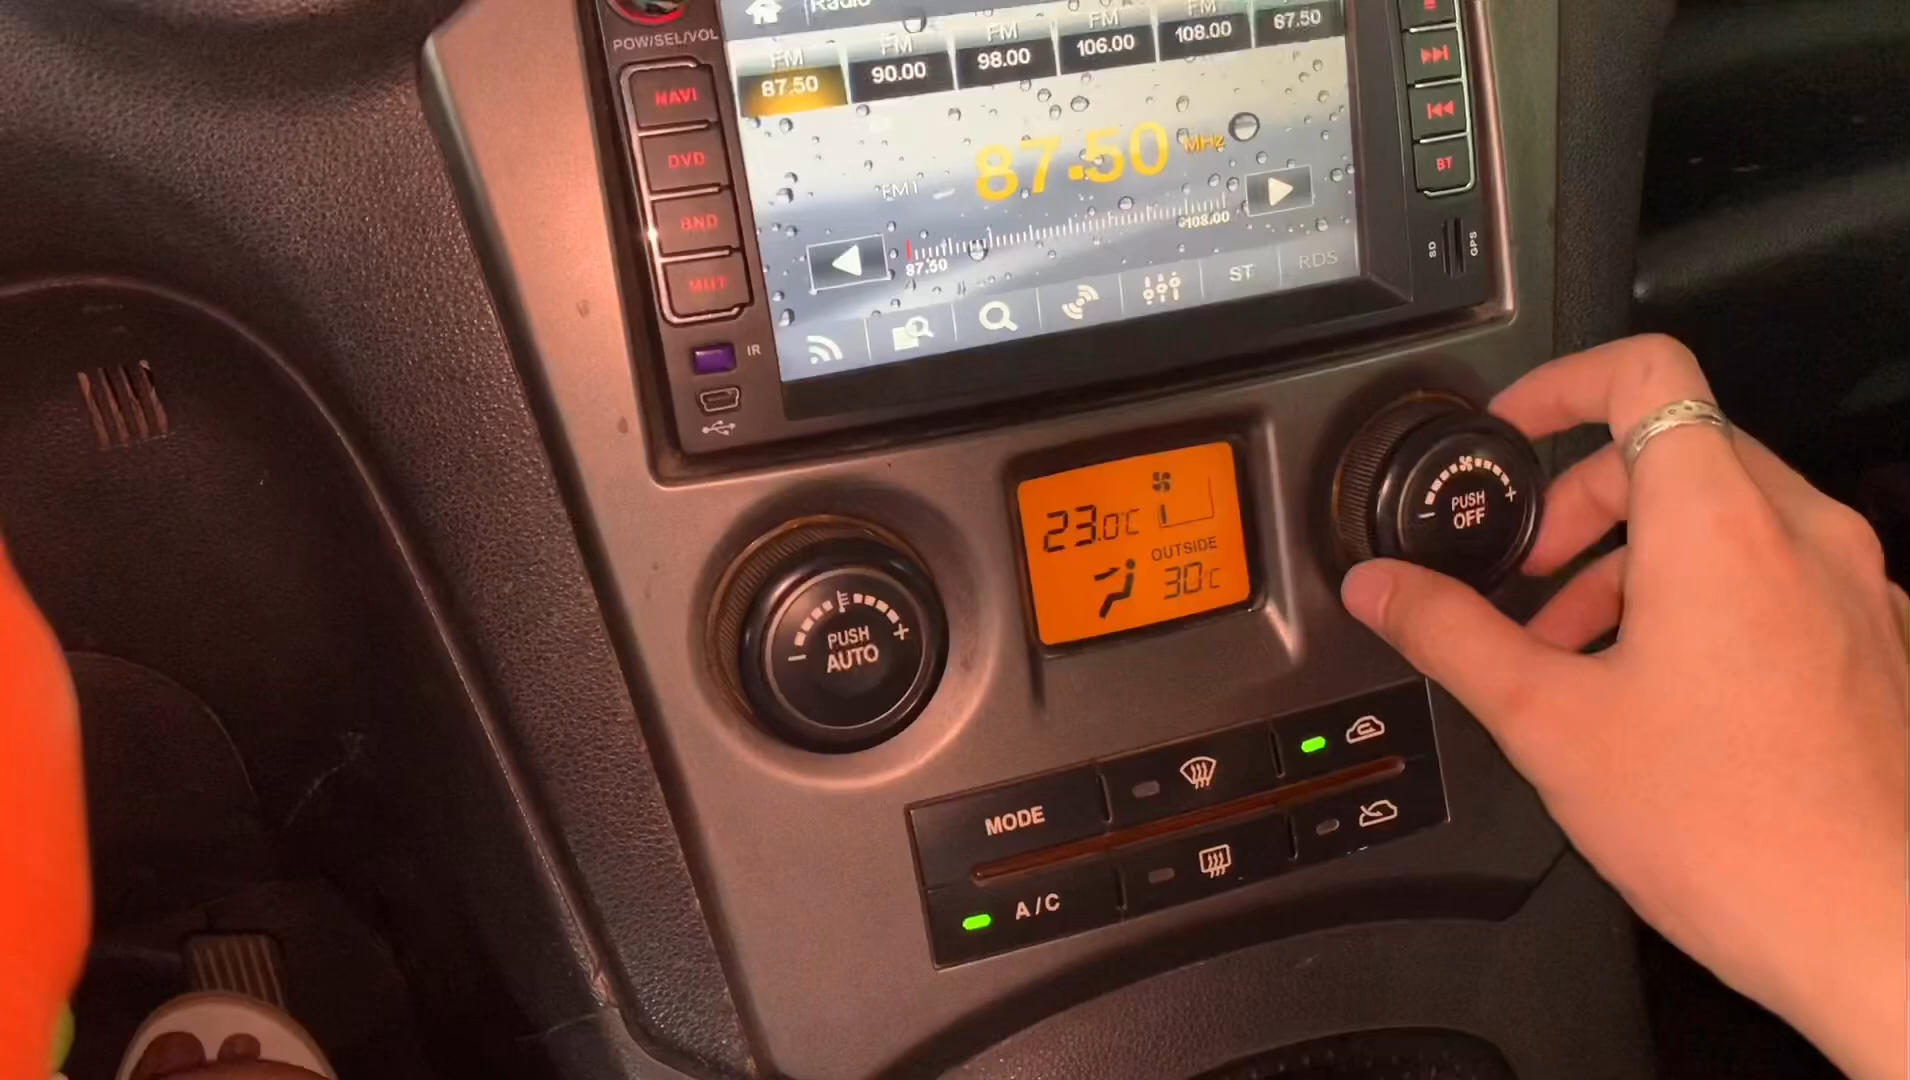 Radio
POW/SEL/VOL
FM
87.50
FM
90.00
FM
98.00
FM
106.00
FM
108.00
87.50
NAVI
DVD
BND
MUT
87.50 MHz
FM1
87.50
108.00
ST
RDS
BT
SD
GPS
IR
23.0°C
OUTSIDE
30°C
PUSH
AUTO
PUSH
OFF
MODE
A/C